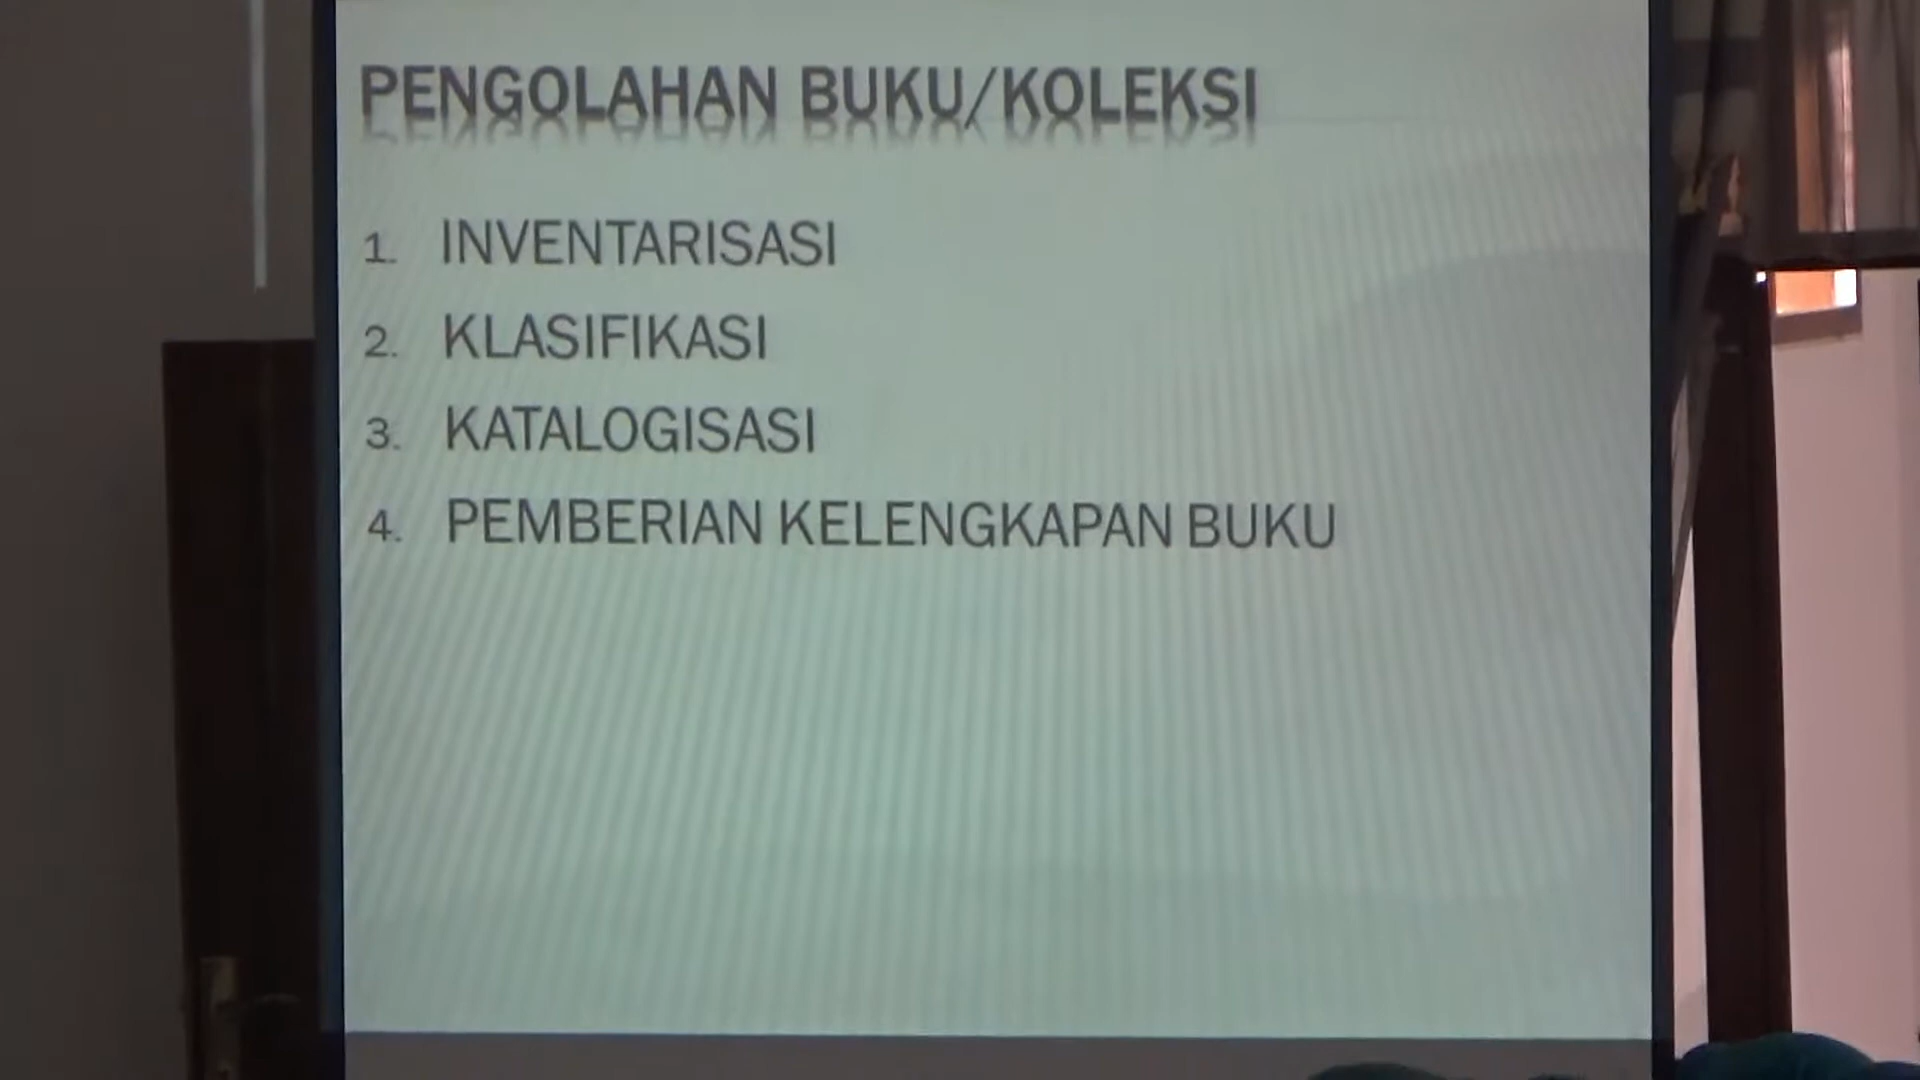 PENGOLAHAN BUKU/KOLEKSI
1. INVENTARISASI
2. KLASIFIKASI
3. KATALOGISASI
4. PEMBERIAN KELENGKAPAN BUKU